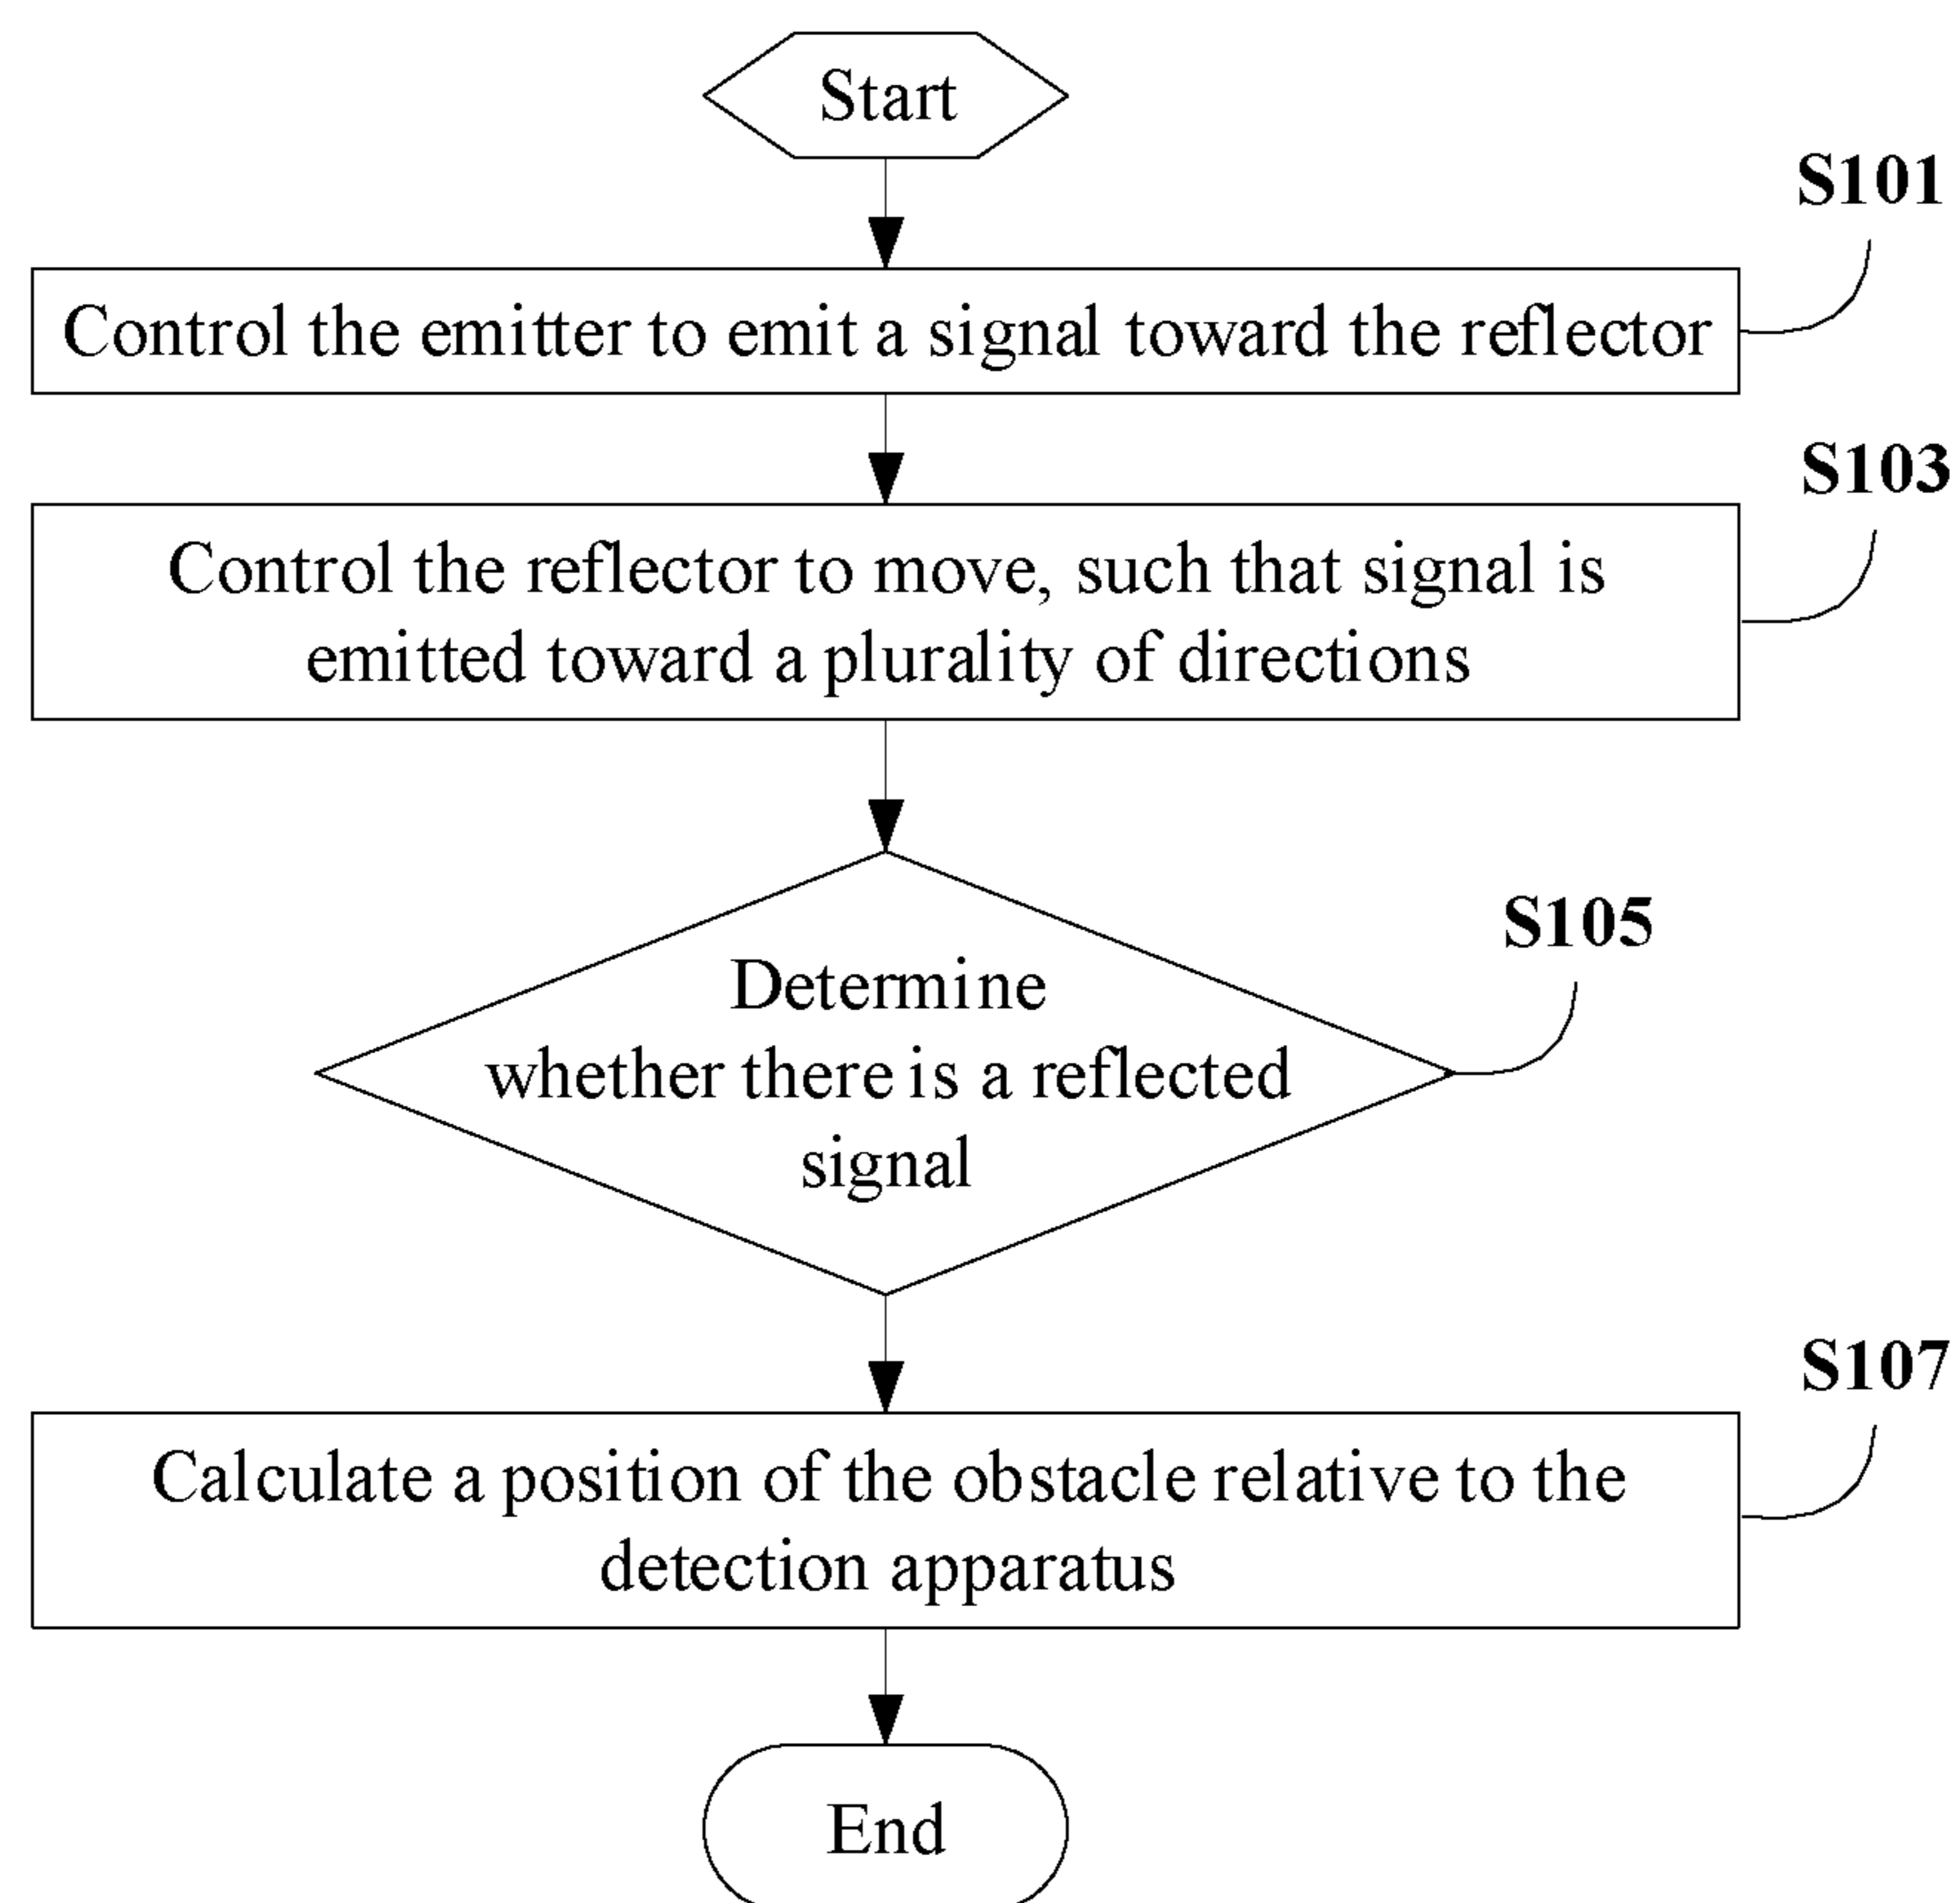 Start
S101
Control the emitter to emit a signal toward the reflector
S103
Control the reflector to move, such that signal is
emitted toward a plurality of directions
S105
Determine
whether there is a reflected
signal
S107
Calculate a position of the obstacle relative to the
detection apparatus
End